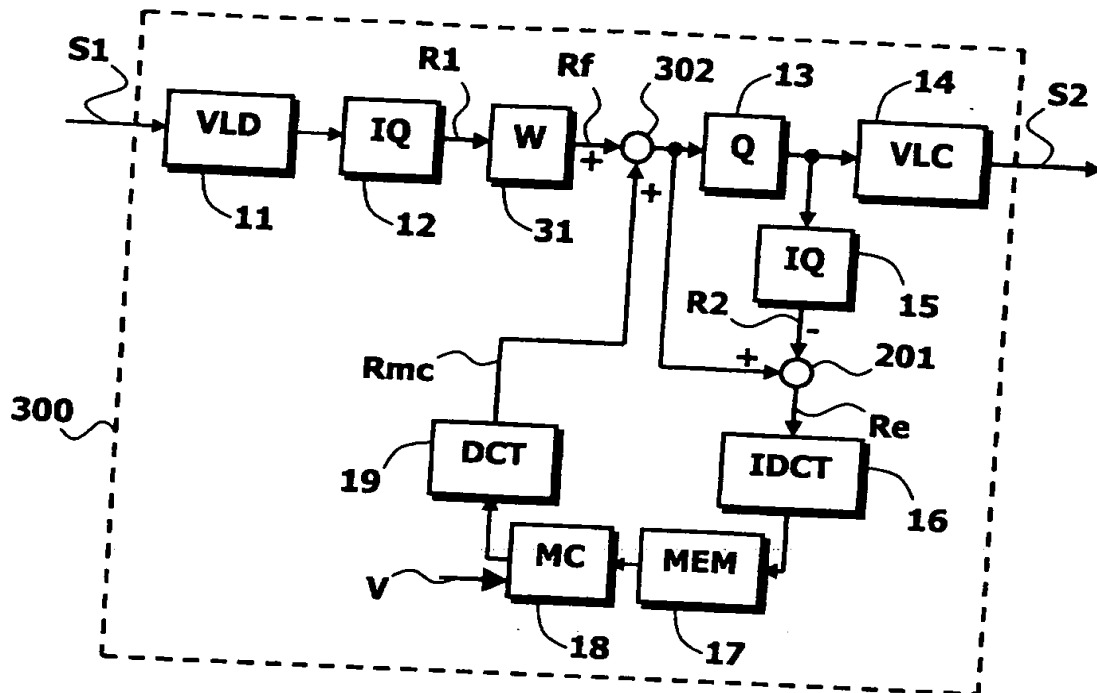 S1
R1
Rf
302
13
14
S2
VLD
IQ
W
Q
VLC
+
+
11
12
31
IQ
15
R2
-
+
201
Rmc
Re
300
DCT
IDCT
19
16
MC
MEM
V
18
17